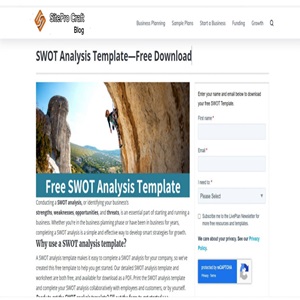 SitePro Craft
Blog
Business Planning
Sample Plans
Start a Business
Funding
Growth
SWOT Analysis Template—Free Download
Free SWOT Analysis Template
Conducting a SWOT analysis, or identifying your business's
strengths, weaknesses, opportunities, and threats, is an essential part of starting and running a
business. Whether you're in the business planning phase or have been in business for years,
completing a SWOT analysis is a simple and effective way to develop smart strategies for growth.
Why use a SWOT analysis template?
A SWOT analysis template makes it easy to complete a SWOT analysis for your company, so we've
created this free template to help you get started. Our detailed SWOT analysis template and
worksheet are both free, and available for download as a PDF. Print the SWOT analysis template
and complete your SWOT analysis collaboratively with employees and customers, or by yourself.
Enter your name and email below to
download your free SWOT Template.
First name *
Email *
I need to *
Please Select
Subscribe me to the LivePlan Newsletter for
more free resources and templates.
We care about your privacy. See our Privacy
Policy.
protected by reCAPTCHA
Privacy - Terms